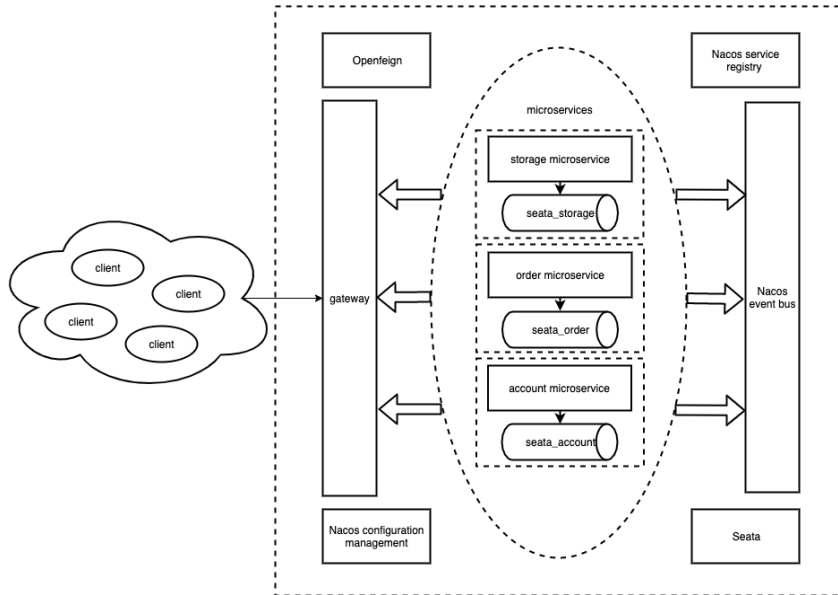 Openfeign
Nacos service
registry
microservices
storage microservice
seata_storage
order microservice
seata_order
account microservice
seata_account
client
client
client
client
gateway
Nacos
event bus
Nacos configuration
management
Seata